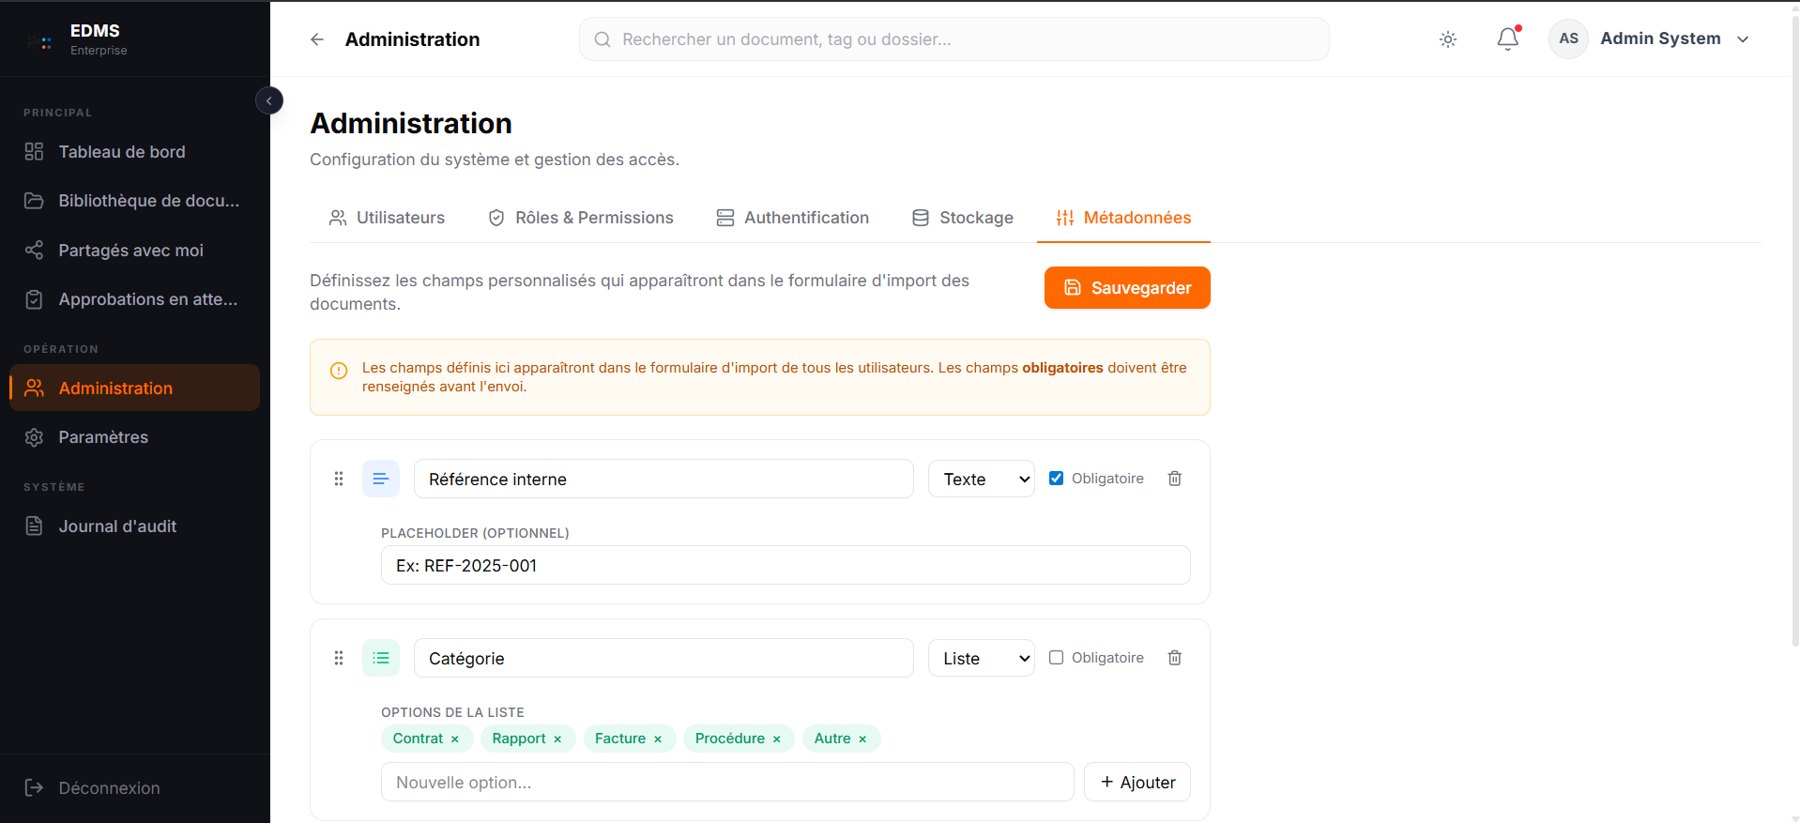 EDMS
Enterprise
PRINCIPAL
Tableau de bord
Bibliothèque de docu...
Partagés avec moi
Approbations en atte...
OPÉRATION
Administration
Paramètres
SYSTÈME
Journal d'audit
Déconnexion
Administration
Rechercher un document, tag ou dossier...
AS
Admin System
Administration
Configuration du système et gestion des accès.
Utilisateurs
Rôles & Permissions
Authentification
Stockage
Métadonnées
Définissez les champs personnalisés qui apparaîtront dans le formulaire d'import des
documents.
Sauvegarder
Les champs définis ici apparaîtront dans le formulaire d'import de tous les utilisateurs. Les champs obligatoires doivent être
renseignés avant l'envoi.
Référence interne
Texte
Obligatoire
PLACEHOLDER (OPTIONNEL)
Ex: REF-2025-001
Catégorie
Liste
Obligatoire
OPTIONS DE LA LISTE
Contrat ×
Rapport ×
Facture ×
Procédure ×
Autre ×
Nouvelle option...
+ Ajouter